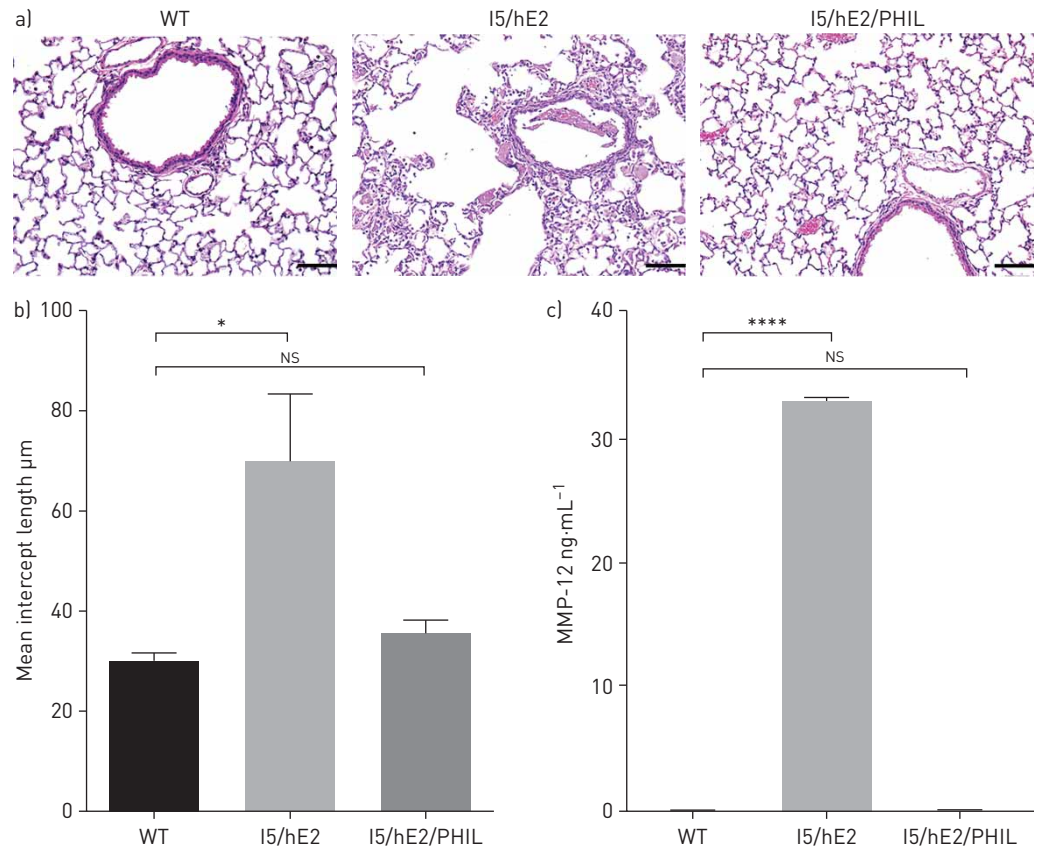 a)
WT
I5/hE2
I5/hE2/PHIL
b)
Mean intercept length µm
100
80
60
40
20
0
*
NS
WT
I5/hE2
I5/hE2/PHIL
c)
MMP-12 ng·mL⁻¹
40
30
20
10
0
****
NS
WT
I5/hE2
I5/hE2/PHIL